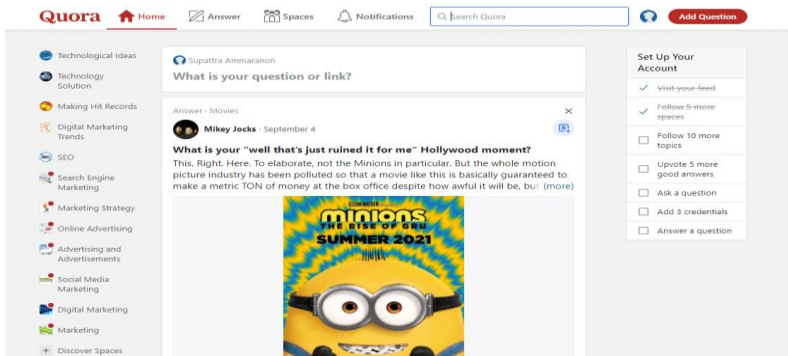 Quora Home Answer Spaces Notifications Search Quora Add Question
Technological Ideas
Technology
Solution
Making Hit Records
Digital Marketing
Trends
SEO
Search Engine
Marketing
Marketing Strategy
Online Advertising
Advertising and
Advertisements
Social Media
Marketing
Digital Marketing
Marketing
Discover Spaces
Supattra Ammaranon
What is your question or link?
Answer · Movies
Mikey Jocks · September 4
What is your "well that's just ruined it for me" Hollywood moment?
This. Right. Here. To elaborate, not the Minions in particular. But the whole motion
picture industry has been polluted so that a movie like this is basically guaranteed to
make a metric TON of money at the box office despite how awful it will be, but (more)
ILLUMINATION
minions
THE RISE OF GRU
SUMMER 2021
Set Up Your
Account
Visit your feed
Follow 5 more
spaces
Follow 10 more
topics
Upvote 5 more
good answers
Ask a question
Add 3 credentials
Answer a question